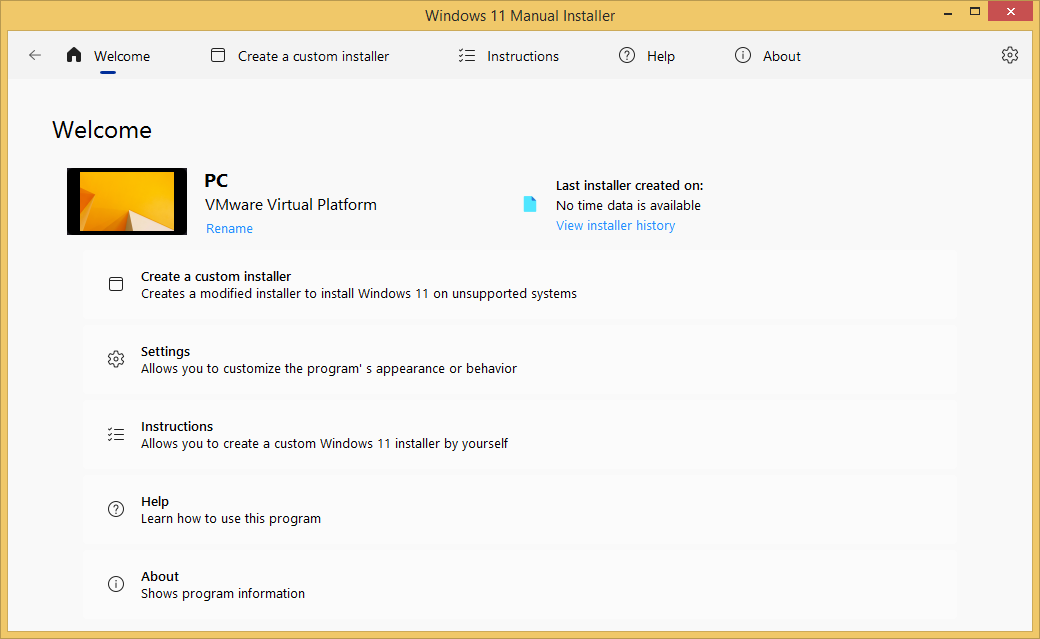 Windows 11 Manual Installer
Welcome
Create a custom installer
Instructions
Help
About
Welcome
PC
VMware Virtual Platform
Rename
Last installer created on:
No time data is available
View installer history
Create a custom installer
Creates a modified installer to install Windows 11 on unsupported systems
Settings
Allows you to customize the program' s appearance or behavior
Instructions
Allows you to create a custom Windows 11 installer by yourself
Help
Learn how to use this program
About
Shows program information